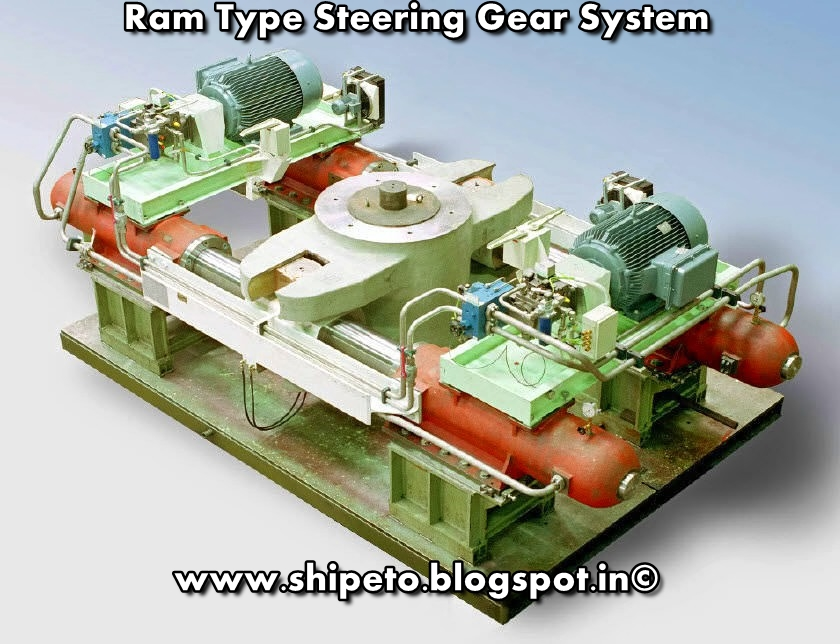 Ram Type Steering Gear System
www.shipeto.blogspot.in©